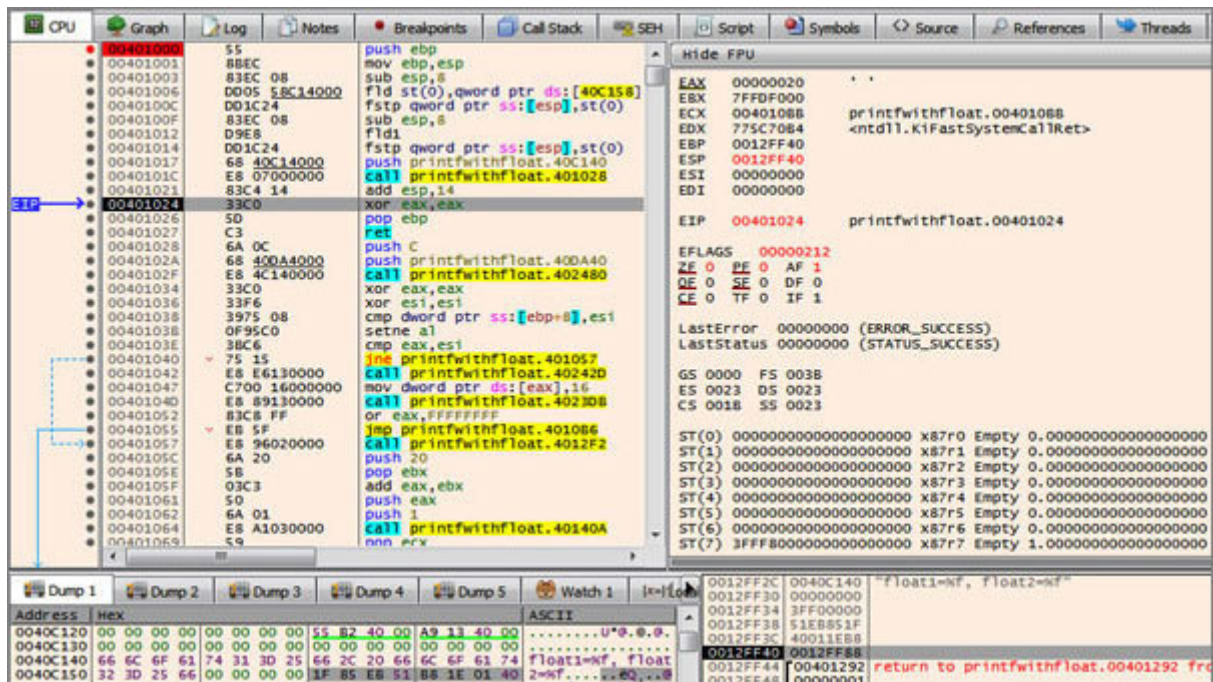 CPU Graph Log Notes Breakpoints Call Stack SEH Script Symbols Source References Threads
00401000 55 push ebp
00401001 8BEC mov ebp,esp
00401003 83EC 08 sub esp,8
00401006 DD05 58C14000 fld st(0),qword ptr ds:[40C158]
0040100C DD1C24 fstp qword ptr ss:[esp],st(0)
0040100F 83EC 08 sub esp,8
00401012 D9E8 fld1
00401014 DD1C24 fstp qword ptr ss:[esp],st(0)
00401017 68 40C14000 push printfwithfloat.40C140
0040101C E8 07000000 call printfwithfloat.401028
00401021 83C4 14 add esp,14
EIP 00401024 33C0 xor eax,eax
00401026 5D pop ebp
00401027 C3 ret
00401028 6A 0C push C
0040102A 68 40DA4000 push printfwithfloat.40DA40
0040102F E8 4C140000 call printfwithfloat.402480
00401034 33C0 xor eax,eax
00401036 33F6 xor esi,esi
00401038 3975 08 cmp dword ptr ss:[ebp+8],esi
0040103B 0F95C0 setne al
0040103E 3BC6 cmp eax,esi
00401040 75 15 jne printfwithfloat.401057
00401042 E8 E6130000 call printfwithfloat.40242D
00401047 C700 16000000 mov dword ptr ds:[eax],16
0040104D E8 89130000 call printfwithfloat.4023DB
00401052 83C8 FF or eax,FFFFFFFF
00401055 EB 5F jmp printfwithfloat.4010B6
00401057 E8 96020000 call printfwithfloat.4012F2
0040105C 6A 20 push 20
0040105E 5B pop ebx
0040105F 03C3 add eax,ebx
00401061 50 push eax
00401062 6A 01 push 1
00401064 E8 A1030000 call printfwithfloat.40140A
00401069 59 pop ecx
Hide FPU
EAX 00000020 ' '
EBX 7FFDF000
ECX 004010BB printfwithfloat.004010BB
EDX 775C70B4 <ntdll.KiFastSystemCallRet>
EBP 0012FF40
ESP 0012FF40
ESI 00000000
EDI 00000000
EIP 00401024 printfwithfloat.00401024
EFLAGS 00000212
ZF 0 PF 0 AF 1
OF 0 SF 0 DF 0
CF 0 TF 0 IF 1
LastError 00000000 (ERROR_SUCCESS)
LastStatus 00000000 (STATUS_SUCCESS)
GS 0000 FS 003B
ES 0023 DS 0023
CS 001B SS 0023
ST(0) 00000000000000000000 x87r0 Empty 0.000000000000000000
ST(1) 00000000000000000000 x87r1 Empty 0.000000000000000000
ST(2) 00000000000000000000 x87r2 Empty 0.000000000000000000
ST(3) 00000000000000000000 x87r3 Empty 0.000000000000000000
ST(4) 00000000000000000000 x87r4 Empty 0.000000000000000000
ST(5) 00000000000000000000 x87r5 Empty 0.000000000000000000
ST(6) 00000000000000000000 x87r6 Empty 0.000000000000000000
ST(7) 3FFF8000000000000000 x87r7 Empty 1.000000000000000000
Dump 1 Dump 2 Dump 3 Dump 4 Dump 5 Watch 1 [x=] Loc
Address Hex ASCII
0040C120 00 00 00 00 00 00 00 00 55 B2 40 00 A9 13 40 00 ........U²@.©.@.
0040C130 00 00 00 00 00 00 00 00 00 00 00 00 00 00 00 00 ................
0040C140 66 6C 6F 61 74 31 3D 25 66 2C 20 66 6C 6F 61 74 float1=%f, float
0040C150 32 3D 25 66 00 00 00 00 1F 85 EB 51 B8 1E 01 40 2=%f.....ëQ¸..@
0012FF2C 0040C140 "float1=%f, float2=%f"
0012FF30 00000000
0012FF34 3FF00000
0012FF38 51EB851F
0012FF3C 40011EB8
0012FF40 0012FF88
0012FF44 00401292 return to printfwithfloat.00401292 fro
0012FF48 00000001